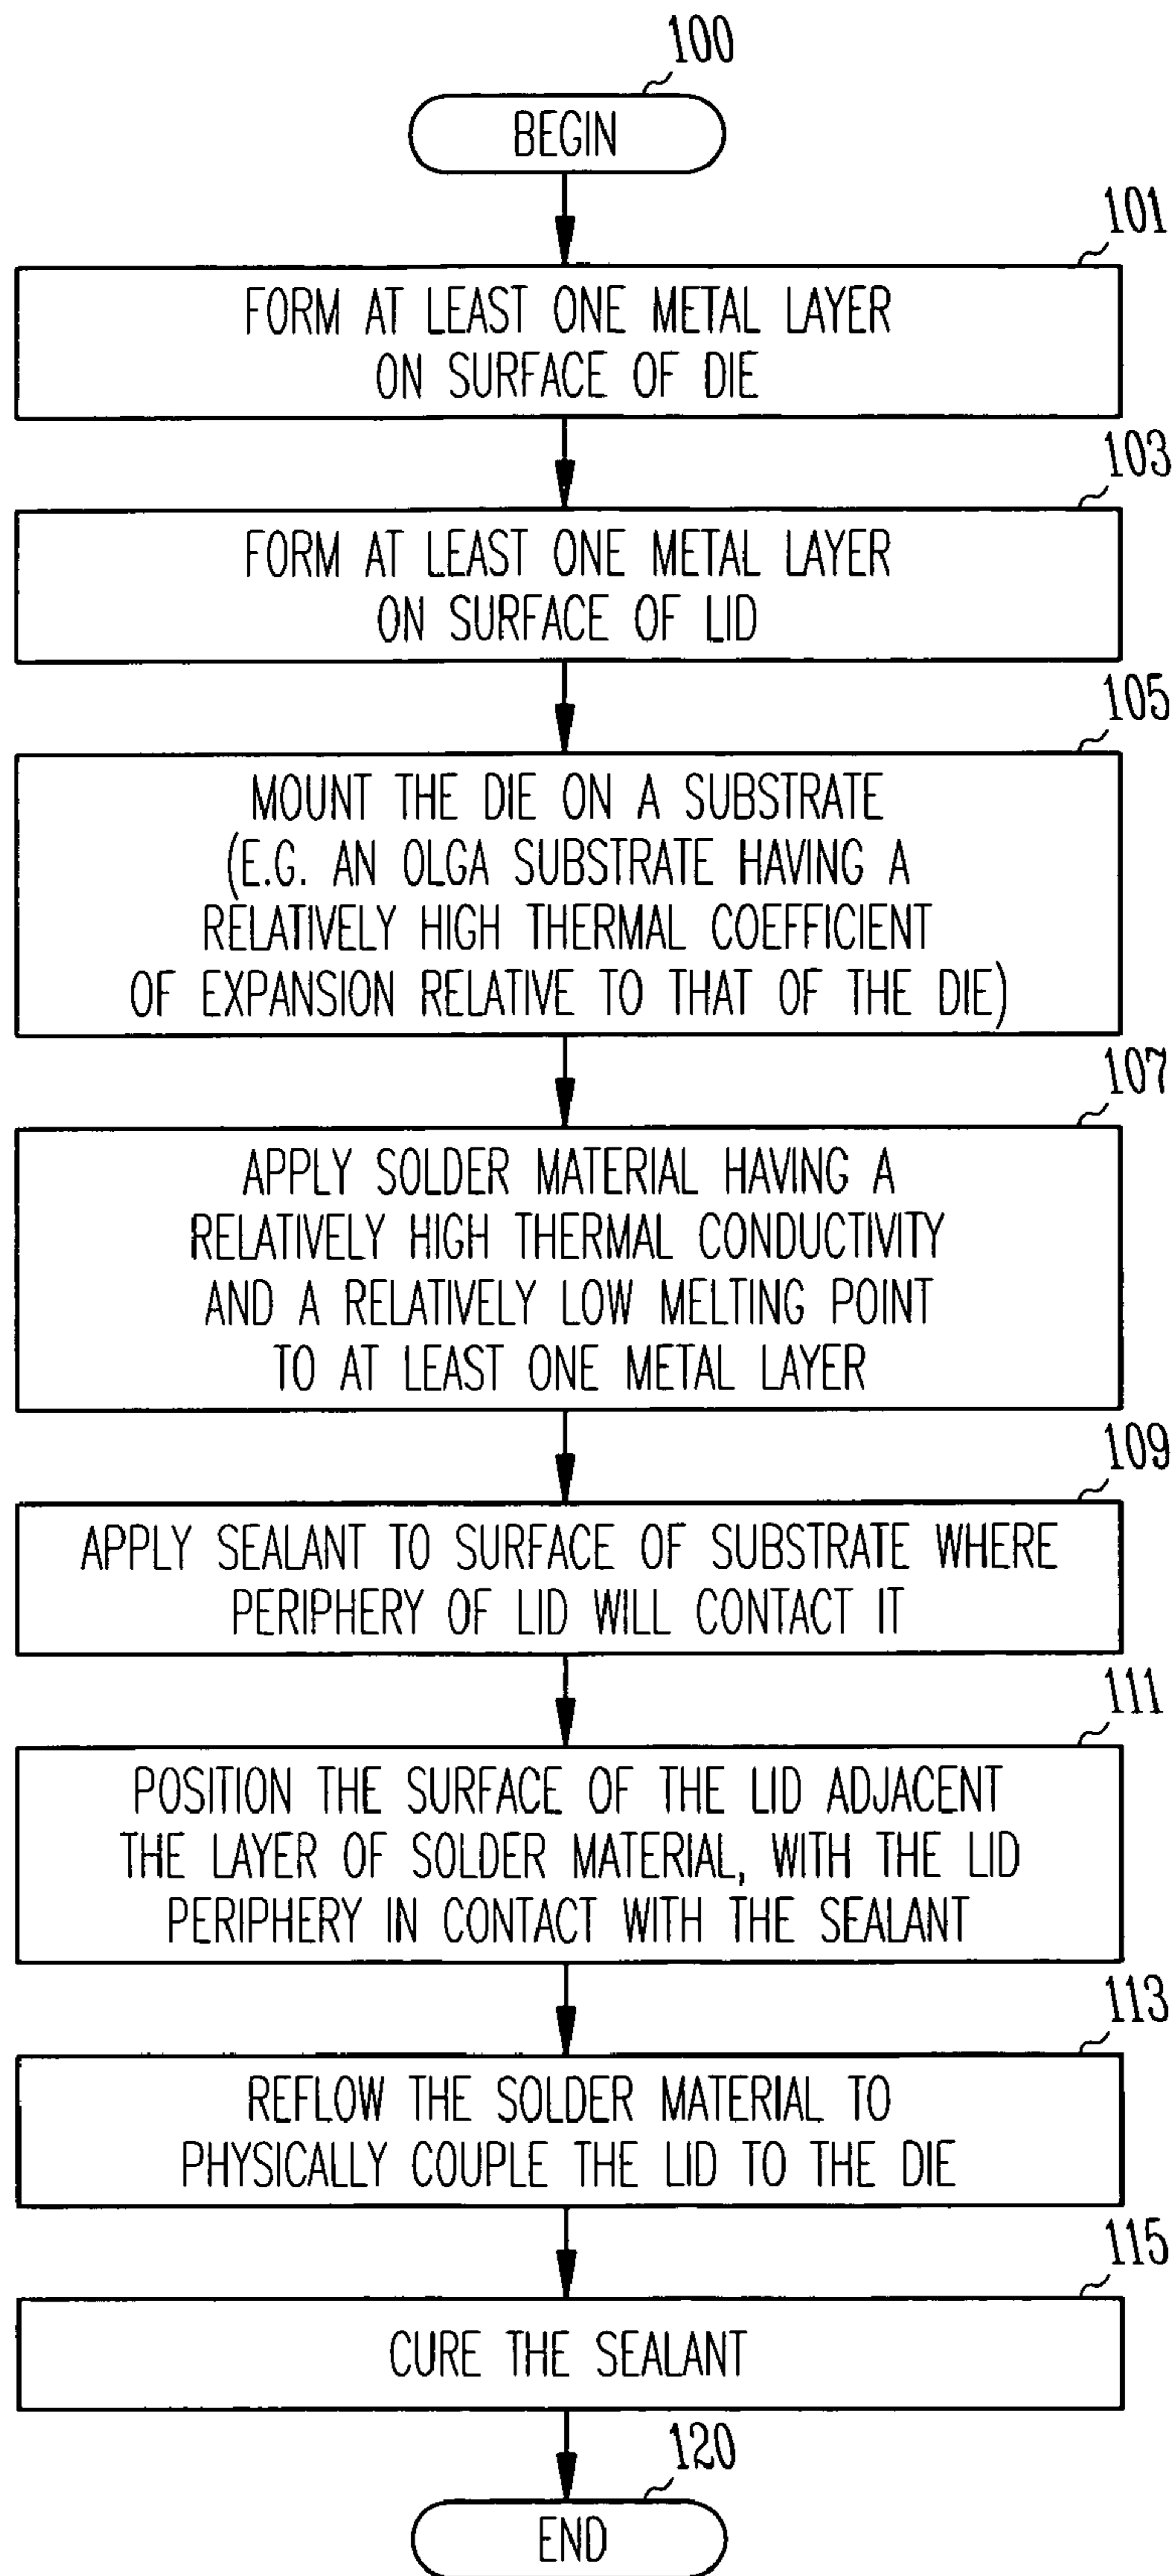 100
BEGIN
101
FORM AT LEAST ONE METAL LAYER
ON SURFACE OF DIE
103
FORM AT LEAST ONE METAL LAYER
ON SURFACE OF LID
105
MOUNT THE DIE ON A SUBSTRATE
(E.G. AN OLGA SUBSTRATE HAVING A
RELATIVELY HIGH THERMAL COEFFICIENT
OF EXPANSION RELATIVE TO THAT OF THE DIE)
107
APPLY SOLDER MATERIAL HAVING A
RELATIVELY HIGH THERMAL CONDUCTIVITY
AND A RELATIVELY LOW MELTING POINT
TO AT LEAST ONE METAL LAYER
109
APPLY SEALANT TO SURFACE OF SUBSTRATE WHERE
PERIPHERY OF LID WILL CONTACT IT
111
POSITION THE SURFACE OF THE LID ADJACENT
THE LAYER OF SOLDER MATERIAL, WITH THE LID
PERIPHERY IN CONTACT WITH THE SEALANT
113
REFLOW THE SOLDER MATERIAL TO
PHYSICALLY COUPLE THE LID TO THE DIE
115
CURE THE SEALANT
120
END